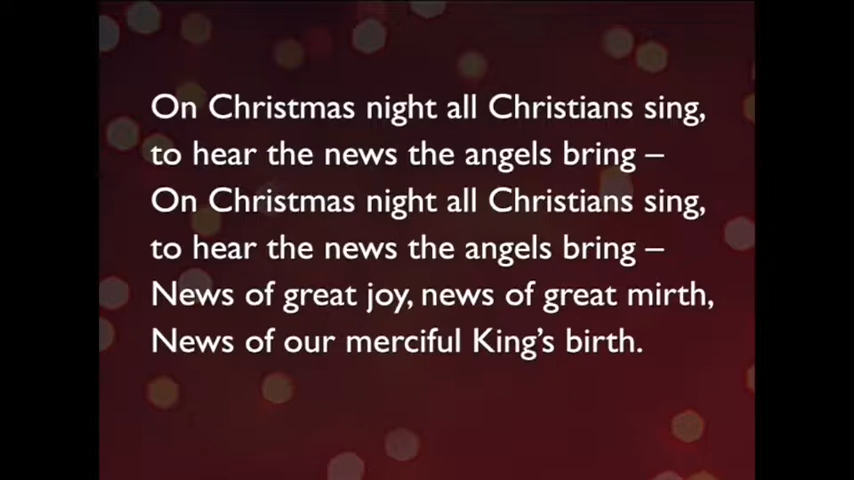 On Christmas night all Christians sing,
to hear the news the angels bring –
On Christmas night all Christians sing,
to hear the news the angels bring –
News of great joy, news of great mirth,
News of our merciful King’s birth.